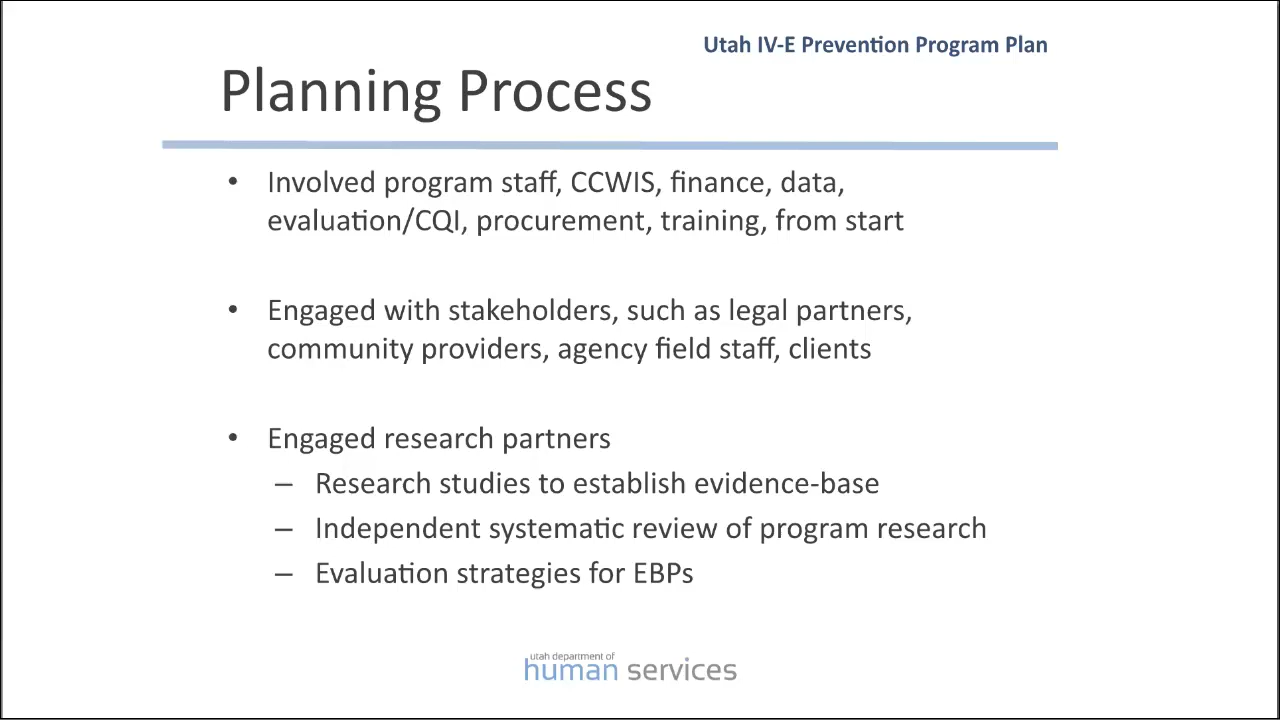 Utah IV-E Prevention Program Plan
Planning Process
• Involved program staff, CCWIS, finance, data,
evaluation/CQI, procurement, training, from start
• Engaged with stakeholders, such as legal partners,
community providers, agency field staff, clients
• Engaged research partners
– Research studies to establish evidence-base
– Independent systematic review of program research
– Evaluation strategies for EBPs
utah department of
human services